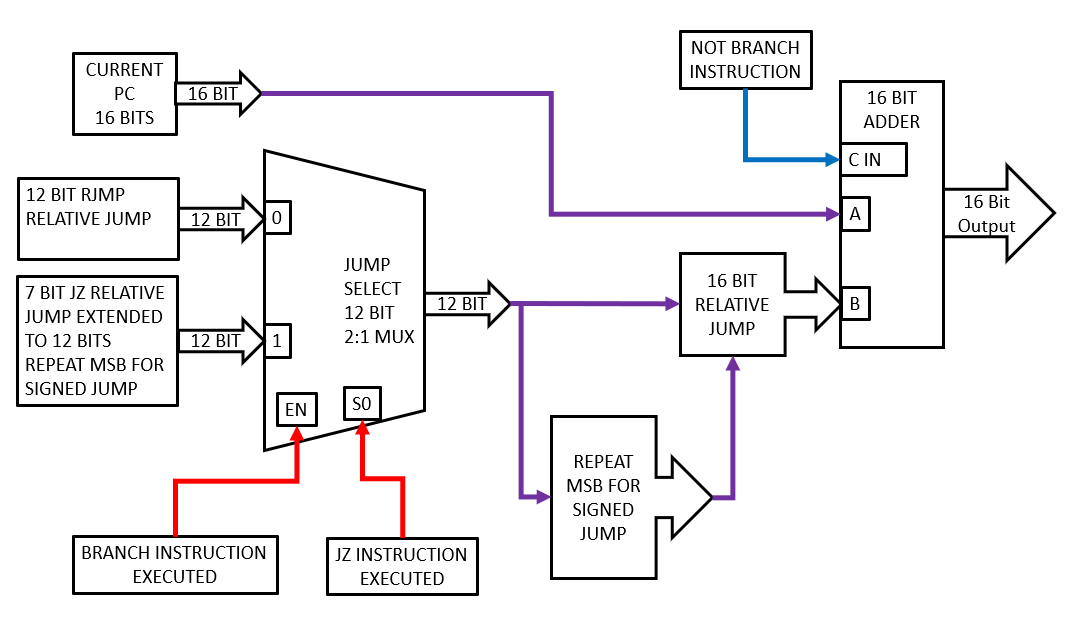 CURRENT
PC
16 BITS
16 BIT
NOT BRANCH
INSTRUCTION
16 BIT
ADDER
C IN
A
B
16 Bit
Output
12 BIT RJMP
RELATIVE JUMP
12 BIT
0
7 BIT JZ RELATIVE
JUMP EXTENDED
TO 12 BITS
REPEAT MSB FOR
SIGNED JUMP
12 BIT
1
JUMP
SELECT
12 BIT
2:1 MUX
EN
S0
12 BIT
16 BIT
RELATIVE
JUMP
REPEAT
MSB FOR
SIGNED
JUMP
BRANCH INSTRUCTION
EXECUTED
JZ INSTRUCTION
EXECUTED